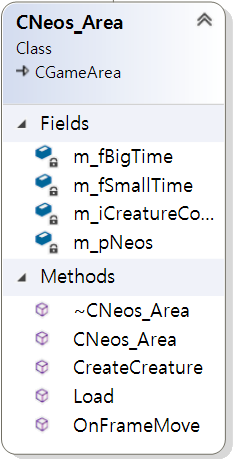 CNeos_Area
Class
CGameArea
Fields
m_fBigTime
m_fSmallTime
m_iCreatureCo...
m_pNeos
Methods
~CNeos_Area
CNeos_Area
CreateCreature
Load
OnFrameMove